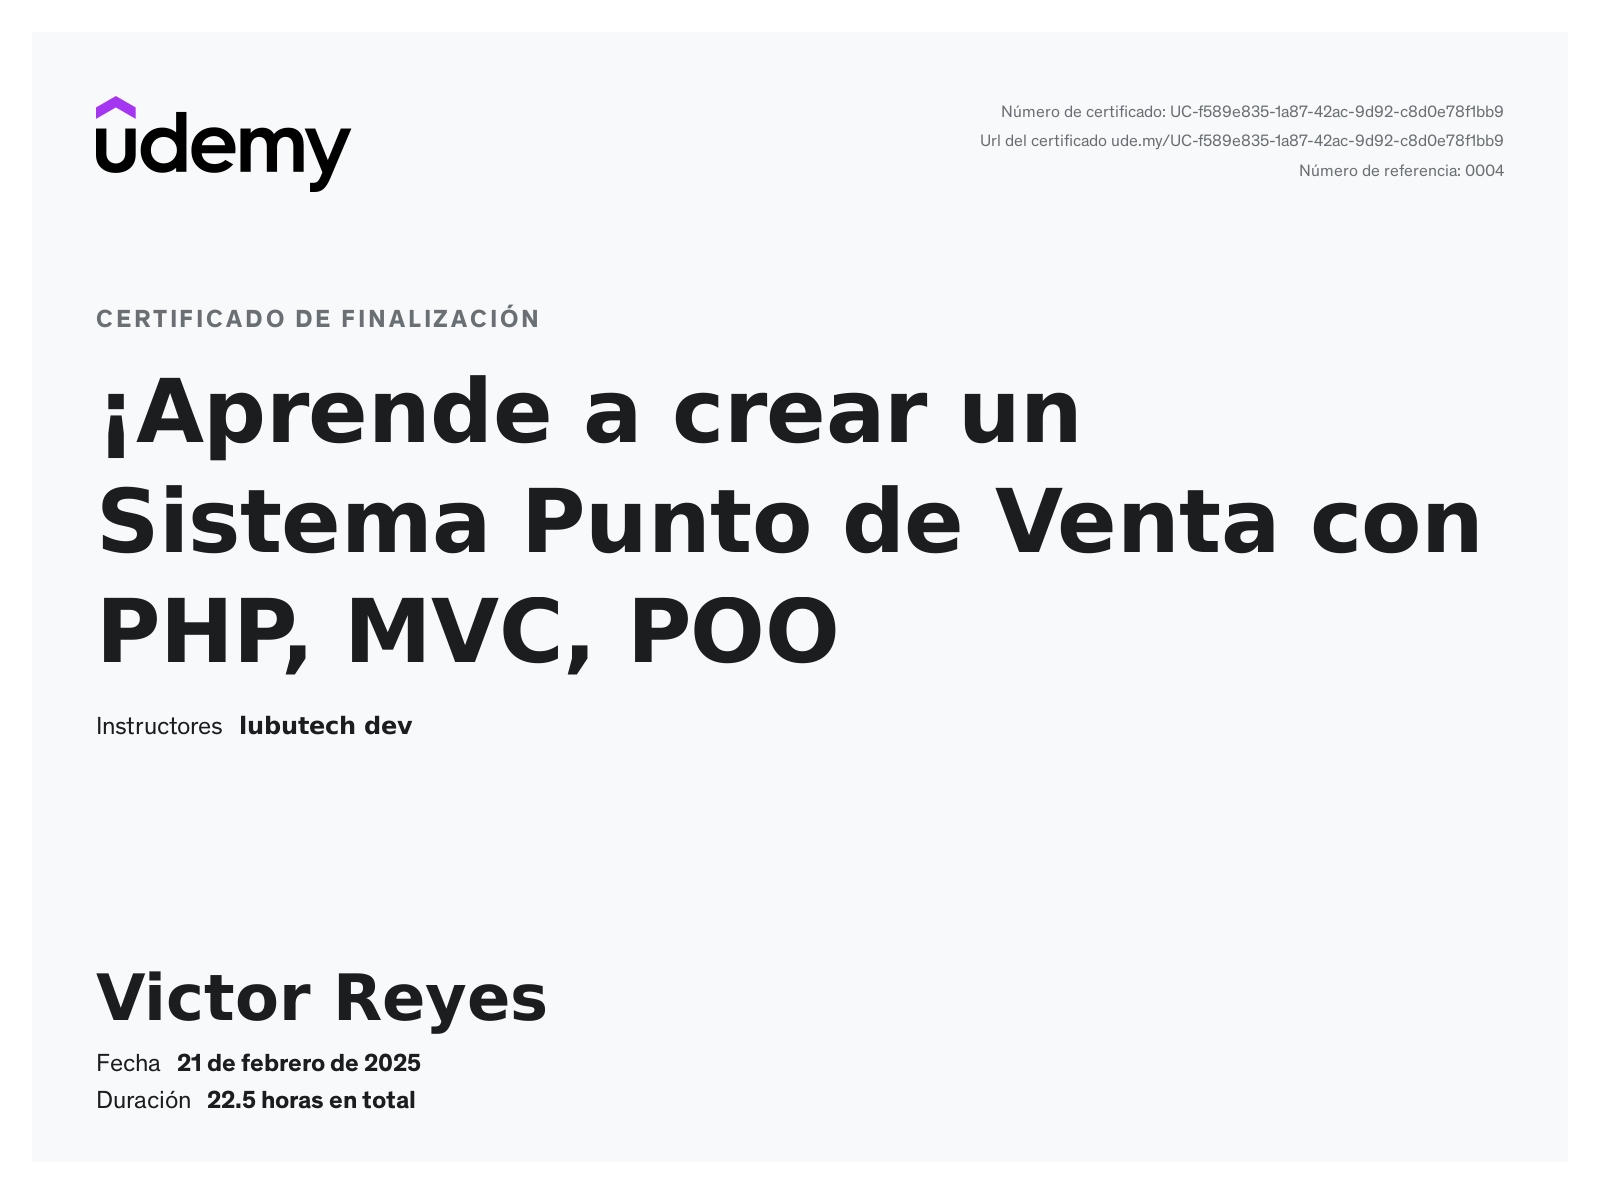 udemy
Número de certificado: UC-f589e835-1a87-42ac-9d92-c8d0e78f1bb9
Url del certificado ude.my/UC-f589e835-1a87-42ac-9d92-c8d0e78f1bb9
Número de referencia: 0004
CERTIFICADO DE FINALIZACIÓN
¡Aprende a crear un
Sistema Punto de Venta con
PHP, MVC, POO
Instructores lubutech dev
Victor Reyes
Fecha 21 de febrero de 2025
Duración 22.5 horas en total